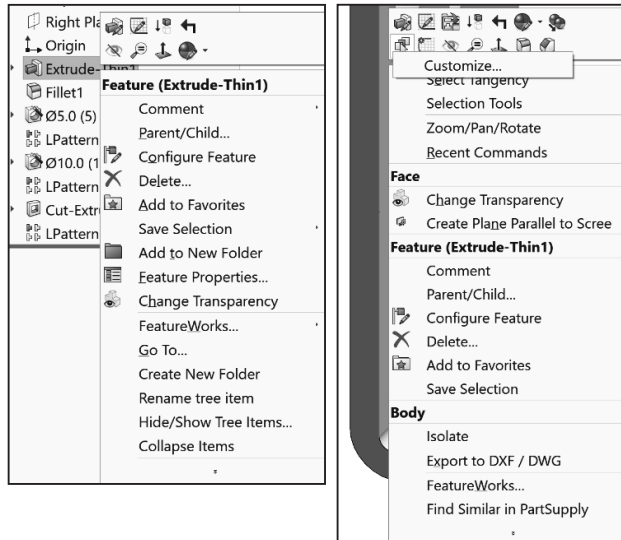 Right Pla
Origin
Extrude-Thin1
Fillet1
Ø5.0 (5)
LPattern
Ø10.0 (1
LPattern
Cut-Extr
LPattern
Feature (Extrude-Thin1)
Comment
Parent/Child...
Configure Feature
Delete...
Add to Favorites
Save Selection
Add to New Folder
Feature Properties...
Change Transparency
FeatureWorks...
Go To...
Create New Folder
Rename tree item
Hide/Show Tree Items...
Collapse Items
Customize...
Select Tangency
Selection Tools
Zoom/Pan/Rotate
Recent Commands
Face
Change Transparency
Create Plane Parallel to Scree
Feature (Extrude-Thin1)
Comment
Parent/Child...
Configure Feature
Delete...
Add to Favorites
Save Selection
Body
Isolate
Export to DXF / DWG
FeatureWorks...
Find Similar in PartSupply